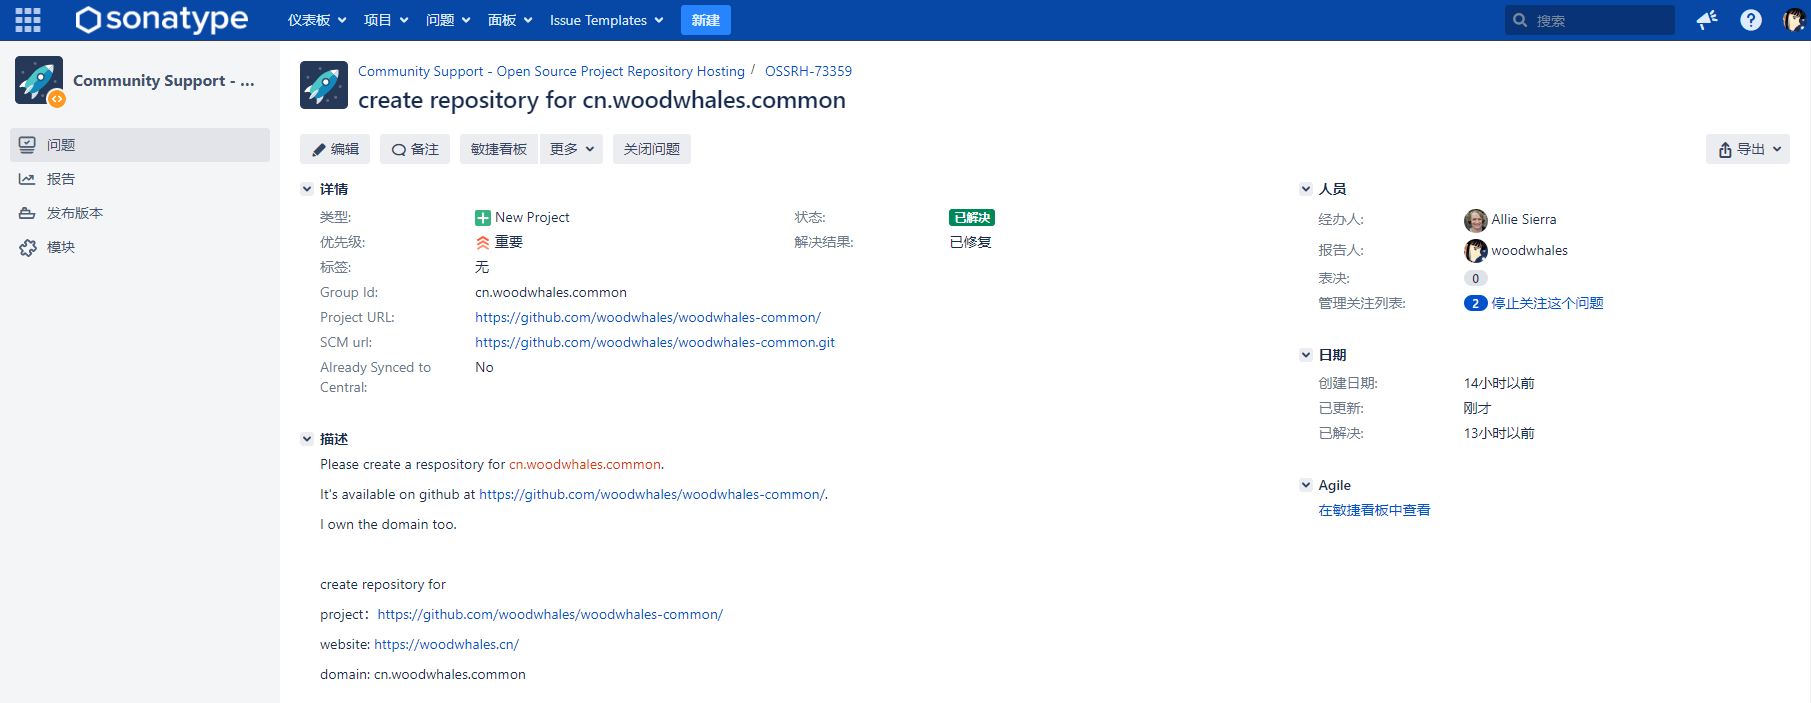 sonatype 仪表板 项目 问题 面板 Issue Templates 新建 搜索
Community Support - ...
问题
报告
发布版本
模块
Community Support - Open Source Project Repository Hosting / OSSRH-73359
create repository for cn.woodwhales.common
编辑 备注 敏捷看板 更多 关闭问题 导出
详情
类型: New Project 状态: 已解决
优先级: 重要 解决结果: 已修复
标签: 无
Group Id: cn.woodwhales.common
Project URL: https://github.com/woodwhales/woodwhales-common/
SCM url: https://github.com/woodwhales/woodwhales-common.git
Already Synced to No
Central:
描述
Please create a respository for cn.woodwhales.common.
It's available on github at https://github.com/woodwhales/woodwhales-common/.
I own the domain too.
create repository for
project：https://github.com/woodwhales/woodwhales-common/
website: https://woodwhales.cn/
domain: cn.woodwhales.common
人员
经办人: Allie Sierra
报告人: woodwhales
表决: 0
管理关注列表: 2 停止关注这个问题
日期
创建日期: 14小时以前
已更新: 刚才
已解决: 13小时以前
Agile
在敏捷看板中查看